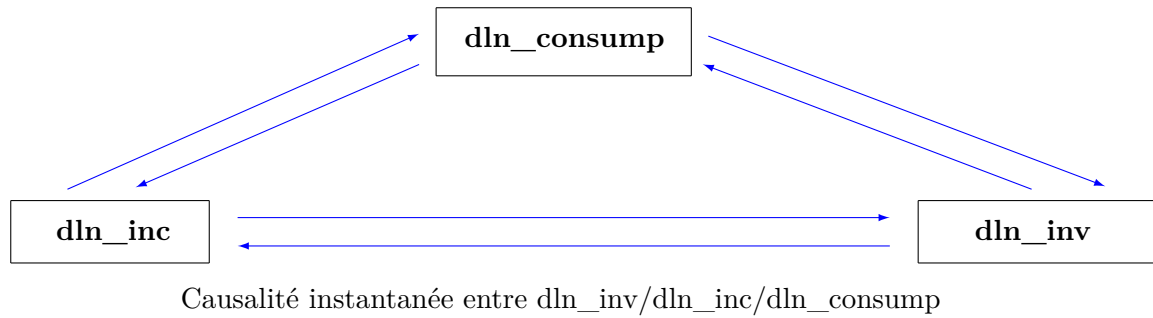 dln_consump
dln_inc
dln_inv
Causalité instantanée entre dln_inv/dln_inc/dln_consump